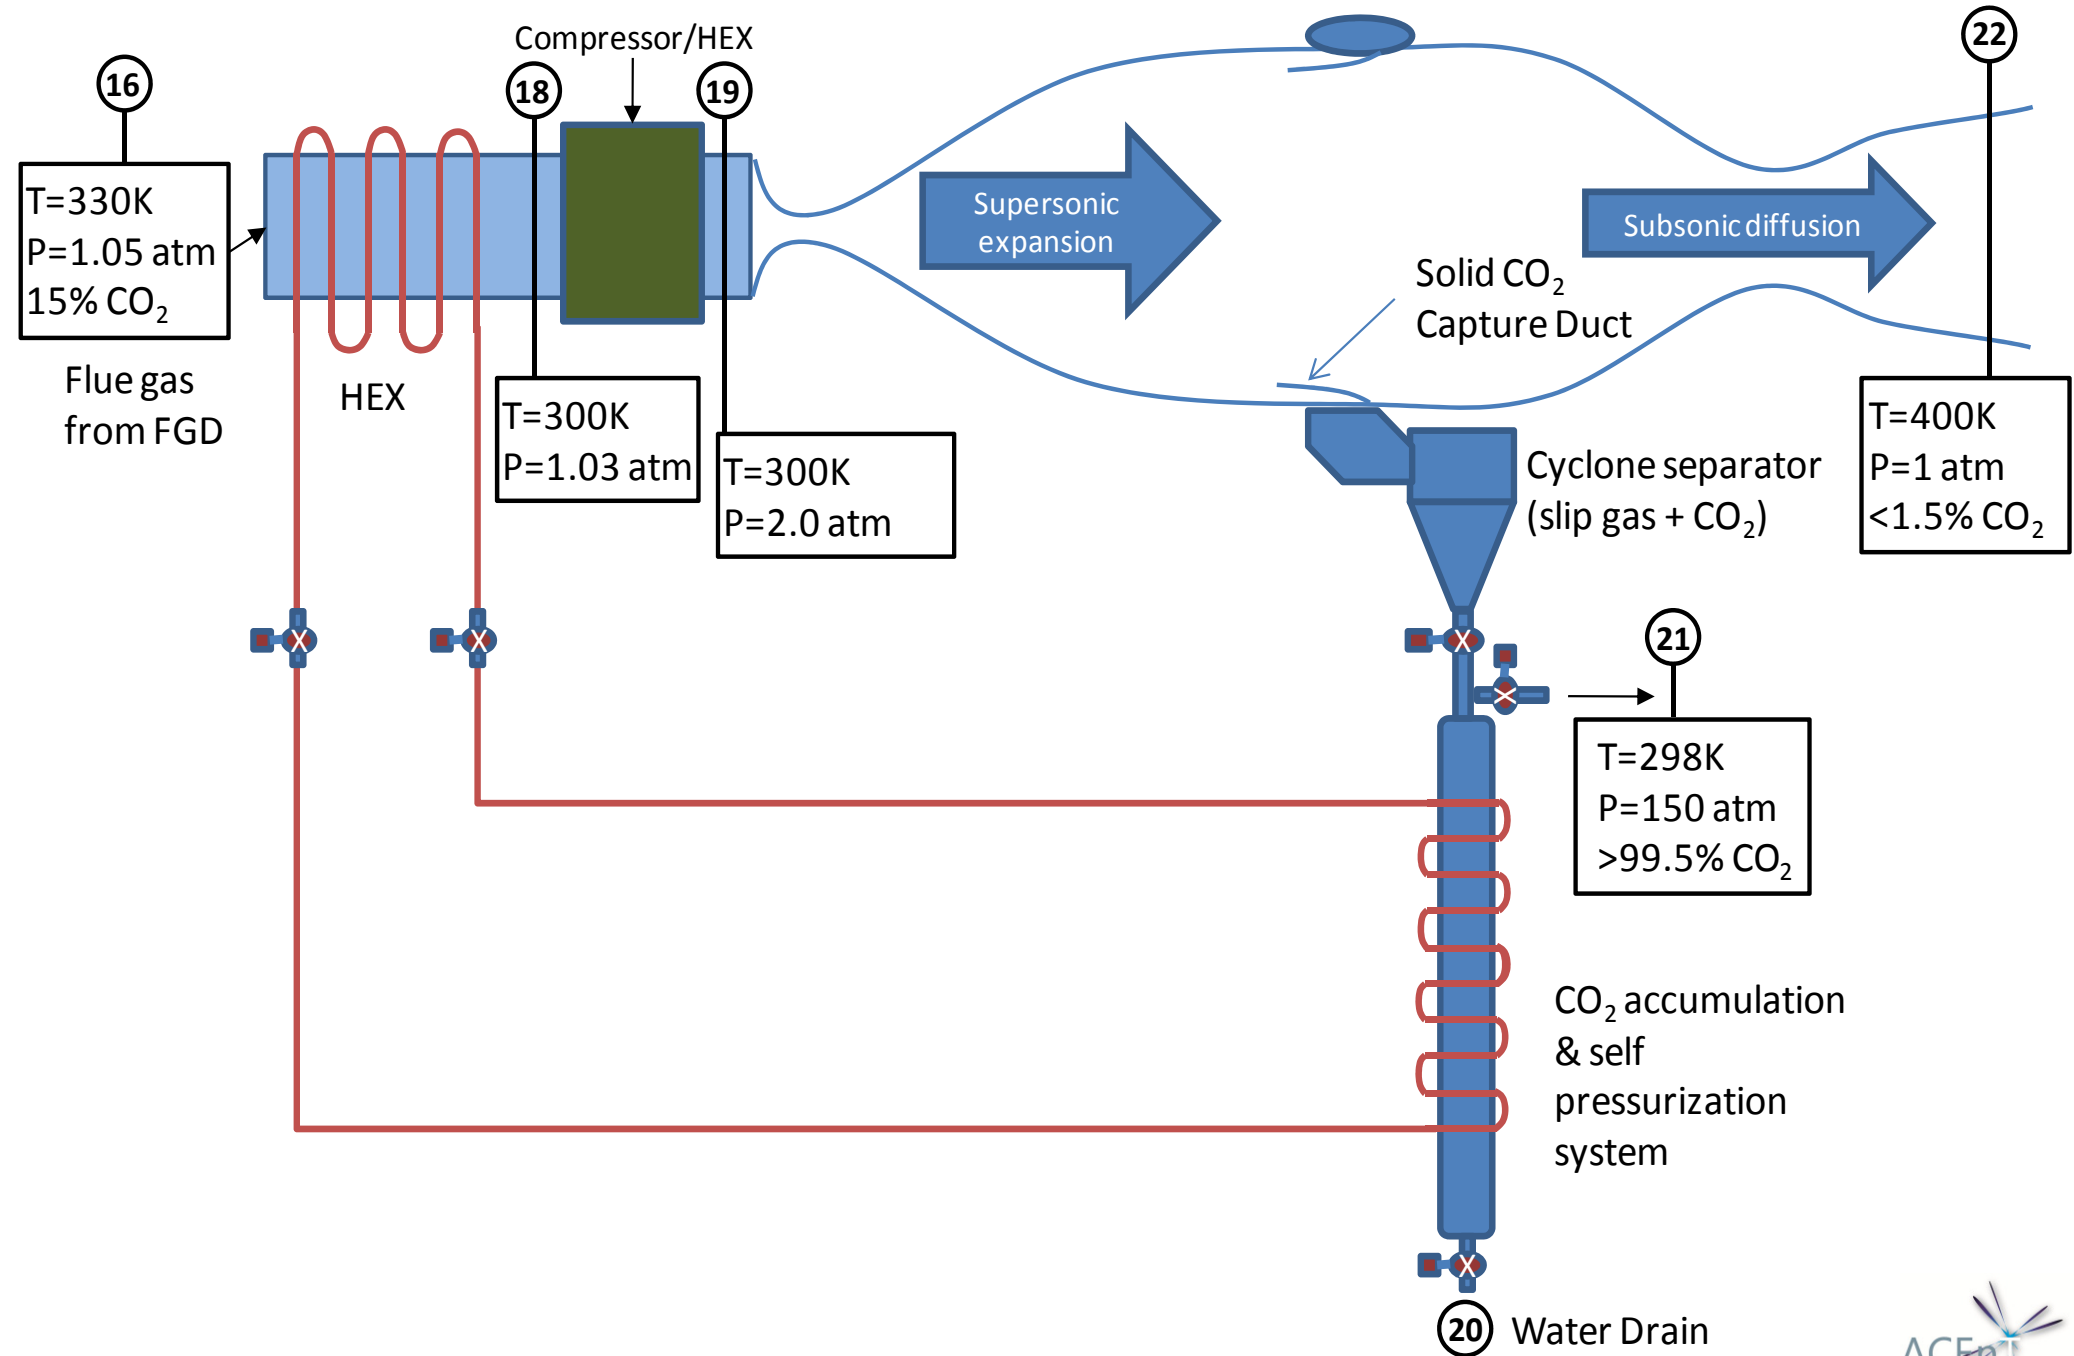 Compressor/HEX
16
18
19
22
T=330K
P=1.05 atm
15% CO₂
Flue gas
from FGD
HEX
T=300K
P=1.03 atm
T=300K
P=2.0 atm
Supersonic
expansion
Subsonic diffusion
Solid CO₂
Capture Duct
T=400K
P=1 atm
<1.5% CO₂
Cyclone separator
(slip gas + CO₂)
21
T=298K
P=150 atm
>99.5% CO₂
CO₂ accumulation
& self
pressurization
system
20 Water Drain